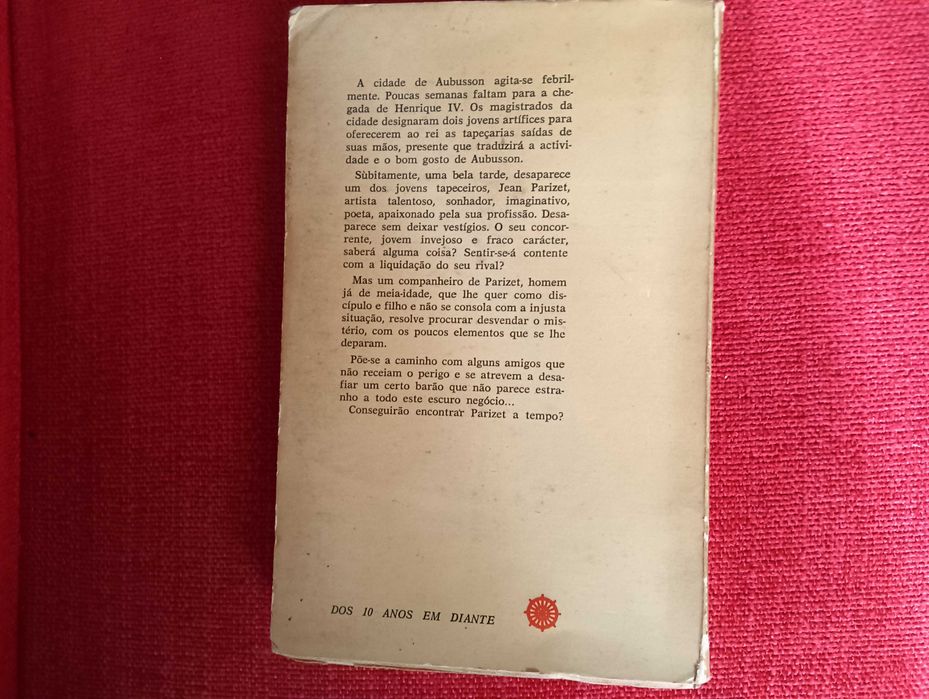 A cidade de Aubusson agita-se febril-
mente. Poucas semanas faltam para a che-
gada de Henrique IV. Os magistrados da
cidade designaram dois jovens artífices para
oferecerem ao rei as tapeçarias saídas de
suas mãos, presente que traduzirá a activi-
dade e o bom gosto de Aubusson.
Sùbitamente, uma bela tarde, desaparece
um dos jovens tapeceiros, Jean Parizet,
artista talentoso, sonhador, imaginativo,
poeta, apaixonado pela sua profissão. Desa-
parece sem deixar vestígios. O seu concor-
rente, jovem invejoso e fraco carácter,
saberá alguma coisa? Sentir-se-á contente
com a liquidação do seu rival?
Mas um companheiro de Parizet, homem
já de meia-idade, que lhe quer como dis-
cípulo e filho e não se consola com a injusta
situação, resolve procurar desvendar o mis-
tério, com os poucos elementos que se lhe
deparam.
Põe-se a caminho com alguns amigos que
não receiam o perigo e se atrevem a desa-
fiar um certo barão que não parece estra-
nho a todo este escuro negócio...
Conseguirão encontrar Parizet a tempo?
DOS 10 ANOS EM DIANTE